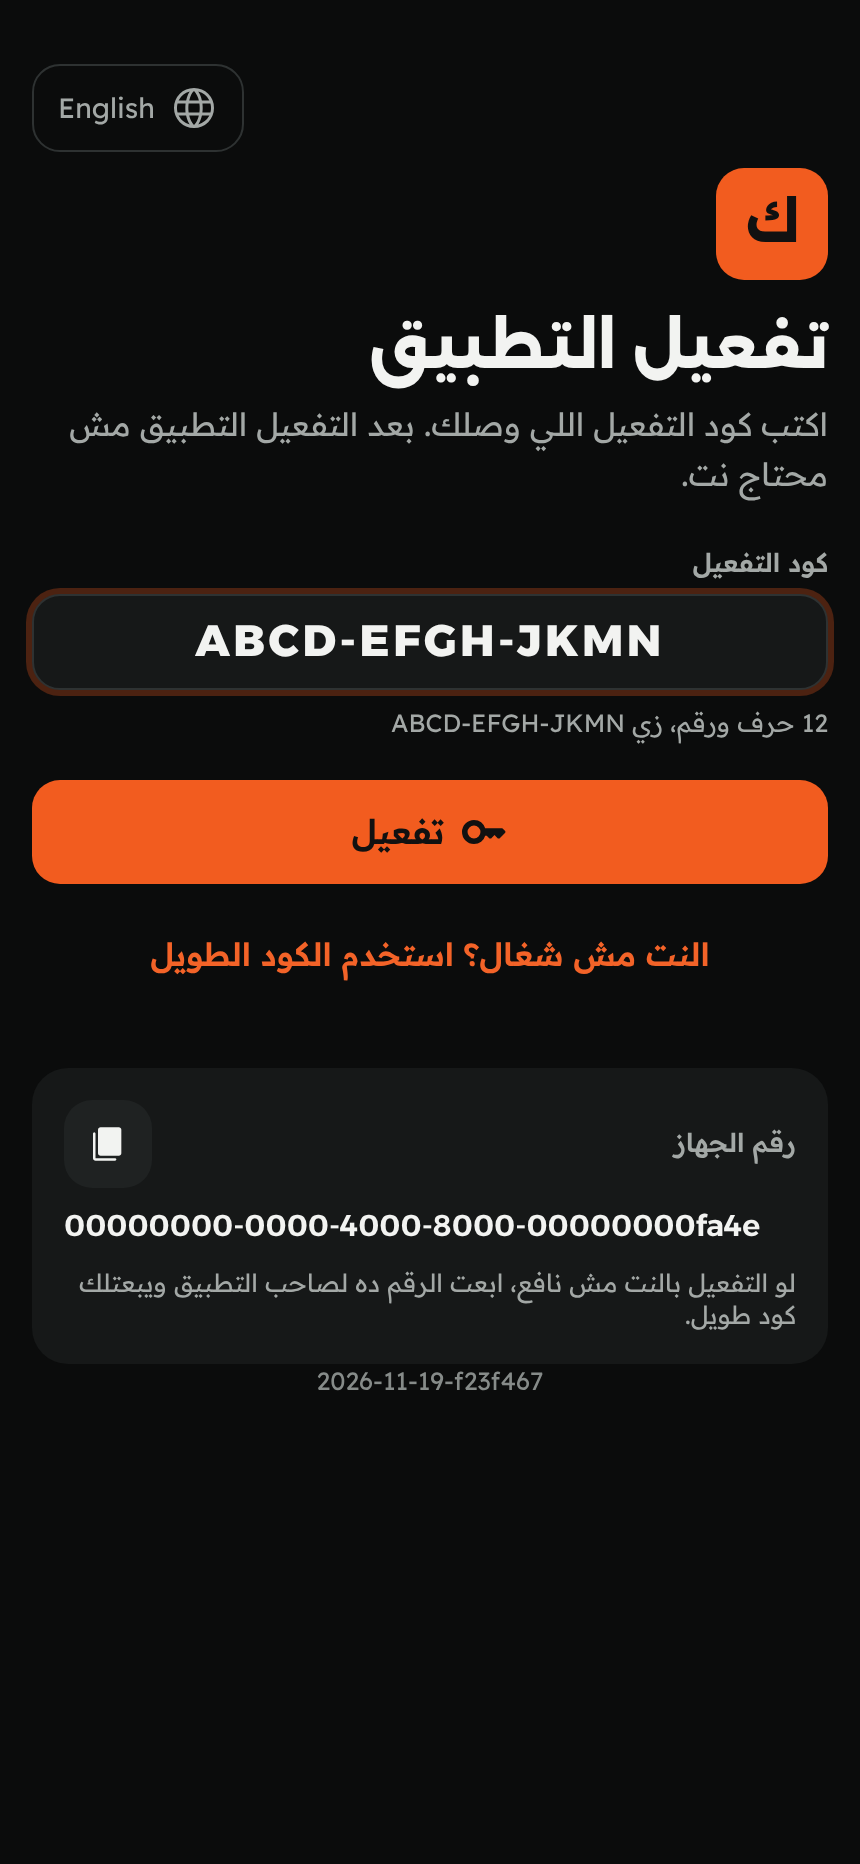 English
ك
تفعيل التطبيق
اكتب كود التفعيل اللي وصلك. بعد التفعيل التطبيق مش
محتاج نت.
كود التفعيل
ABCD-EFGH-JKMN
12 حرف ورقم، زي ABCD-EFGH-JKMN
تفعيل
النت مش شغال؟ استخدم الكود الطويل
رقم الجهاز
00000000-0000-4000-8000-00000000fa4e
لو التفعيل بالنت مش نافع، ابعت الرقم ده لصاحب التطبيق ويبعتلك
كود طويل.
2026-11-19-f23f467